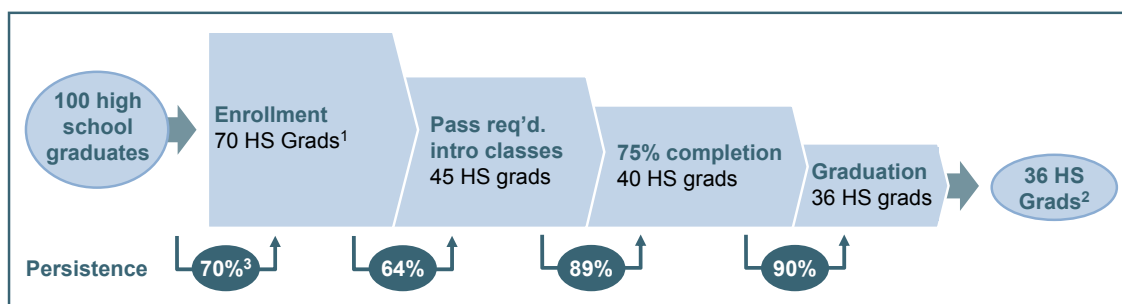 100 high
school
graduates
Enrollment
70 HS Grads1
Pass req’d.
intro classes
45 HS grads
75% completion
40 HS grads
Graduation
36 HS grads
36 HS
Grads2
Persistence
70%3
64%
89%
90%